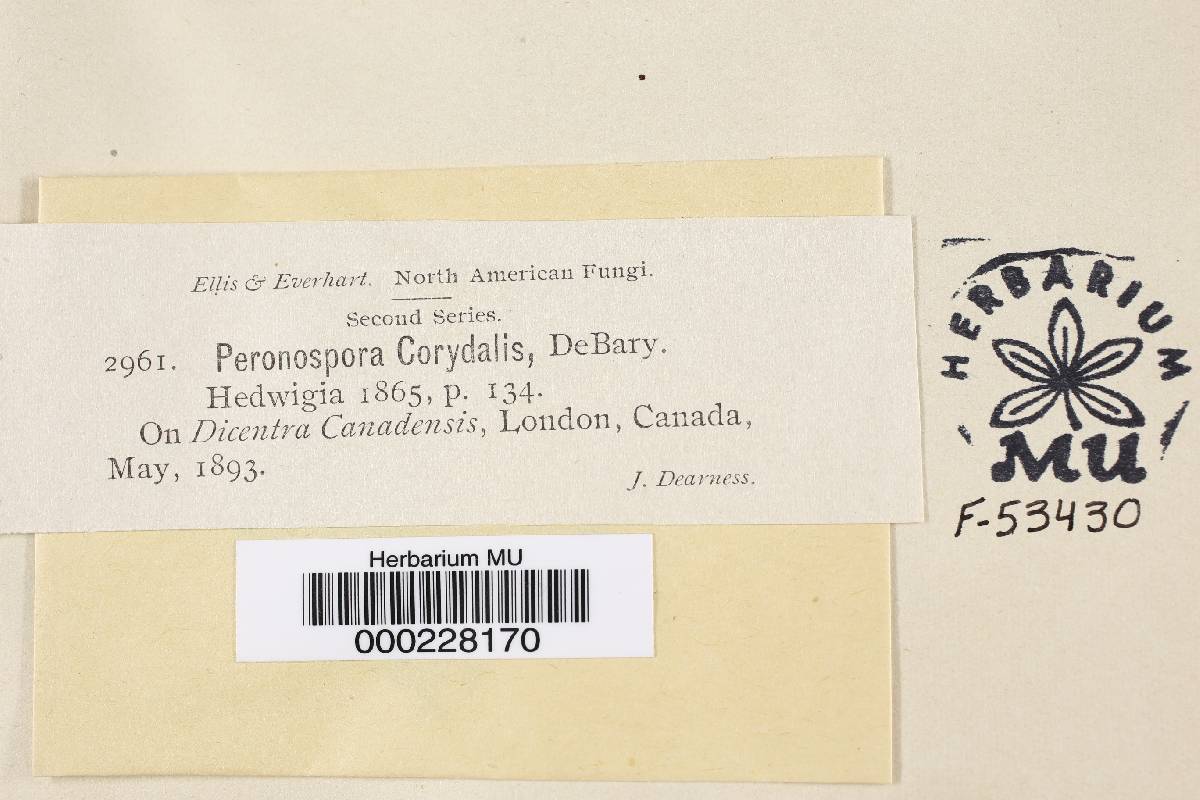 Ellis & Everhart. North American Fungi.
Second Series.
2961. Peronospora Corydalis, DeBary.
Hedwigia 1865, p. 134.
On Dicentra Canadensis, London, Canada,
May, 1893.
J. Dearness.
HERBARIUM
MU
F-53430
Herbarium MU
000228170